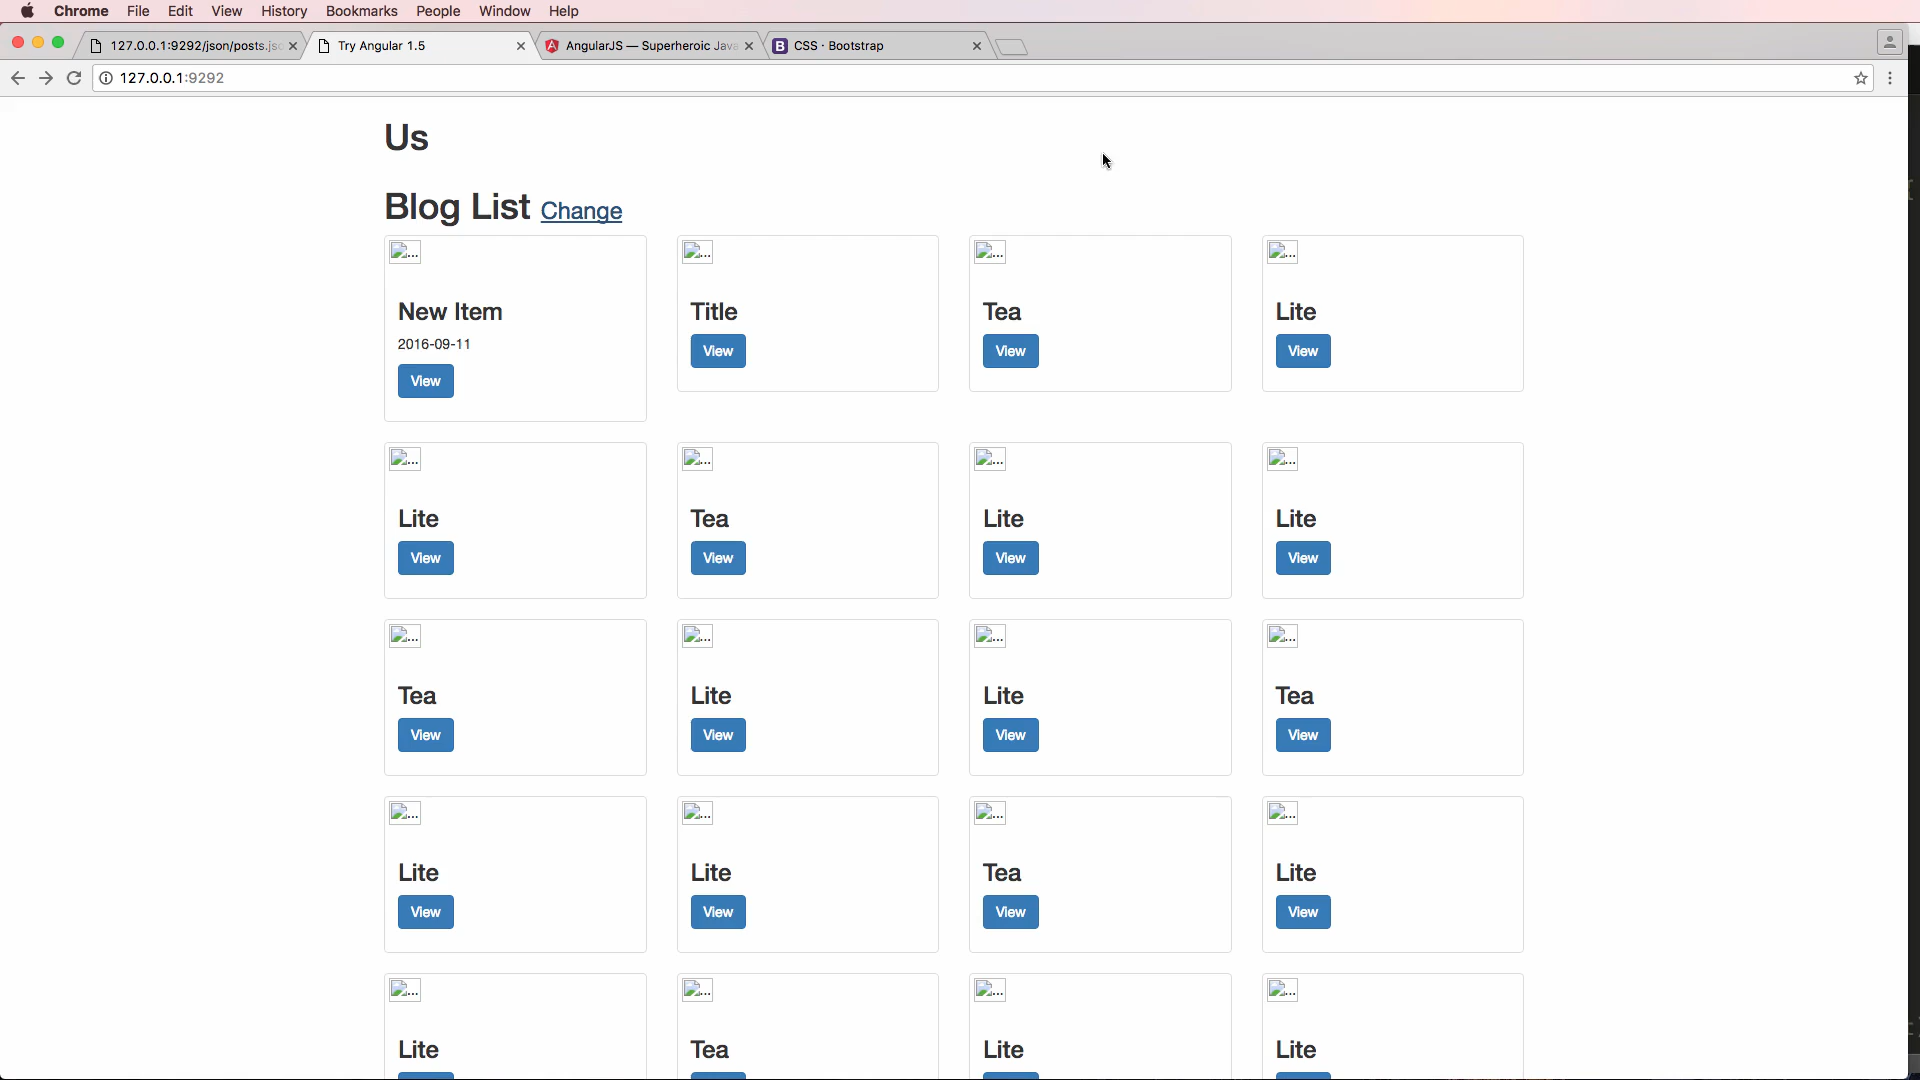 Chrome File Edit View History Bookmarks People Window Help
127.0.0.1:9292/json/posts.js Try Angular 1.5 AngularJS — Superheroic Java CSS · Bootstrap
127.0.0.1:9292
Us
Blog List Change
... ... ... ...
New Item Title Tea Lite
2016-09-11
View View View View
... ... ... ...
Lite Tea Lite Lite
View View View View
... ... ... ...
Tea Lite Lite Tea
View View View View
... ... ... ...
Lite Lite Tea Lite
View View View View
... ... ... ...
Lite Tea Lite Lite